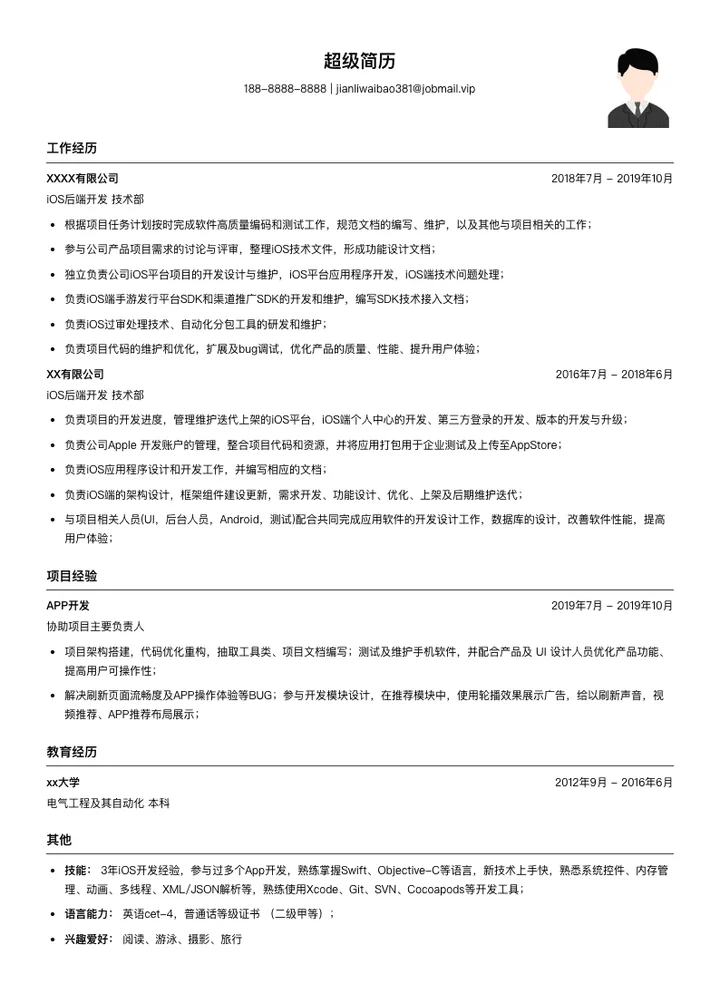 超级简历
188-8888-8888 | jianliwaibao381@jobmail.vip
工作经历
XXXX有限公司 2018年7月 – 2019年10月
iOS后端开发 技术部
• 根据项目任务计划按时完成软件高质量编码和测试工作，规范文档的编写、维护，以及其他与项目相关的工作；
• 参与公司产品项目需求的讨论与评审，整理iOS技术文件，形成功能设计文档；
• 独立负责公司iOS平台项目的开发设计与维护，iOS平台应用程序开发，iOS端技术问题处理；
• 负责iOS端手游发行平台SDK和渠道推广SDK的开发和维护，编写SDK技术接入文档；
• 负责iOS过审处理技术、自动化分包工具的研发和维护；
• 负责项目代码的维护和优化，扩展及bug调试，优化产品的质量、性能、提升用户体验；
XX有限公司 2016年7月 – 2018年6月
iOS后端开发 技术部
• 负责项目的开发进度，管理维护迭代上架的iOS平台，iOS端个人中心的开发、第三方登录的开发、版本的开发与升级；
• 负责公司Apple 开发账户的管理，整合项目代码和资源，并将应用打包用于企业测试及上传至AppStore；
• 负责iOS应用程序设计和开发工作，并编写相应的文档；
• 负责iOS端的架构设计，框架组件建设更新，需求开发、功能设计、优化、上架及后期维护迭代；
• 与项目相关人员(UI，后台人员，Android，测试)配合共同完成应用软件的开发设计工作，数据库的设计，改善软件性能，提高
用户体验；
项目经验
APP开发 2019年7月 – 2019年10月
协助项目主要负责人
• 项目架构搭建，代码优化重构，抽取工具类、项目文档编写；测试及维护手机软件，并配合产品及 UI 设计人员优化产品功能、
提高用户可操作性；
• 解决刷新页面流畅度及APP操作体验等BUG；参与开发模块设计，在推荐模块中，使用轮播效果展示广告，给以刷新声音，视
频推荐、APP推荐布局展示；
教育经历
xx大学 2012年9月 – 2016年6月
电气工程及其自动化 本科
其他
• 技能： 3年iOS开发经验，参与过多个App开发，熟练掌握Swift、Objective-C等语言，新技术上手快，熟悉系统控件、内存管
理、动画、多线程、XML/JSON解析等，熟练使用Xcode、Git、SVN、Cocoapods等开发工具；
• 语言能力： 英语cet-4，普通话等级证书 （二级甲等）；
• 兴趣爱好： 阅读、游泳、摄影、旅行